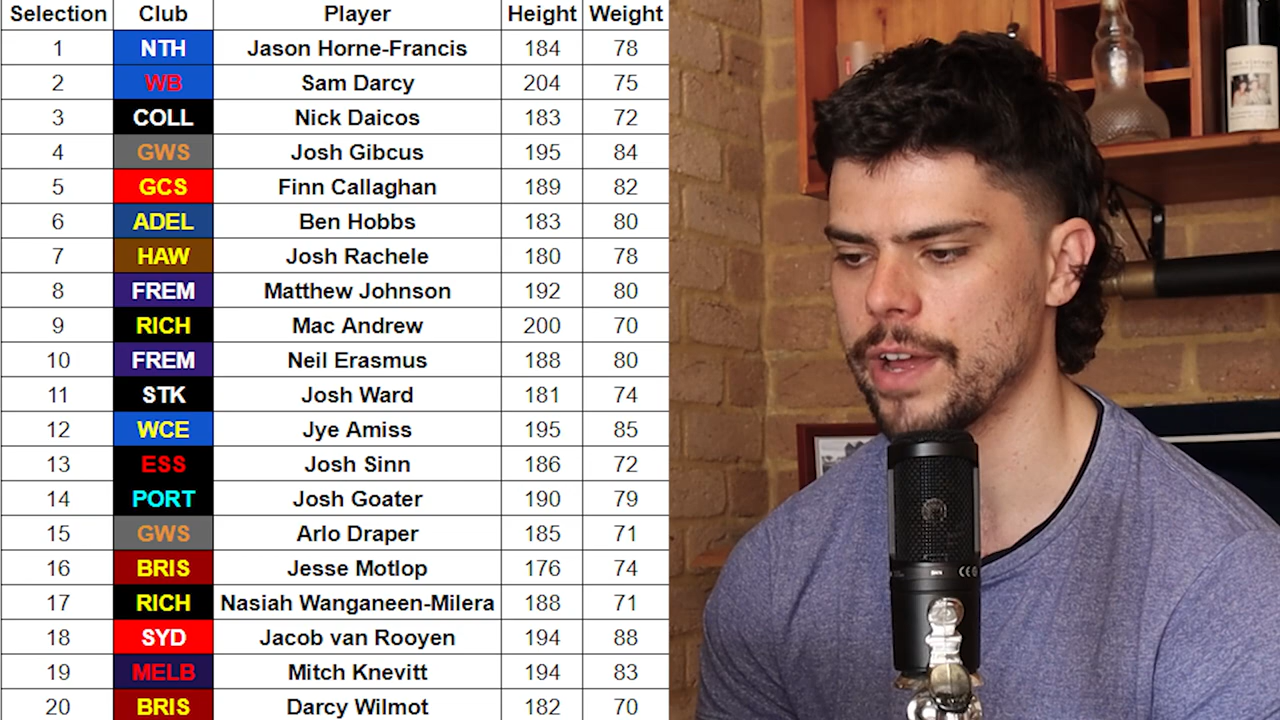 Selection Club Player Height Weight
1 NTH Jason Horne-Francis 184 78
2 WB Sam Darcy 204 75
3 COLL Nick Daicos 183 72
4 GWS Josh Gibcus 195 84
5 GCS Finn Callaghan 189 82
6 ADEL Ben Hobbs 183 80
7 HAW Josh Rachele 180 78
8 FREM Matthew Johnson 192 80
9 RICH Mac Andrew 200 70
10 FREM Neil Erasmus 188 80
11 STK Josh Ward 181 74
12 WCE Jye Amiss 195 85
13 ESS Josh Sinn 186 72
14 PORT Josh Goater 190 79
15 GWS Arlo Draper 185 71
16 BRIS Jesse Motlop 176 74
17 RICH Nasiah Wanganeen-Milera 188 71
18 SYD Jacob van Rooyen 194 88
19 MELB Mitch Knevitt 194 83
20 BRIS Darcy Wilmot 182 70